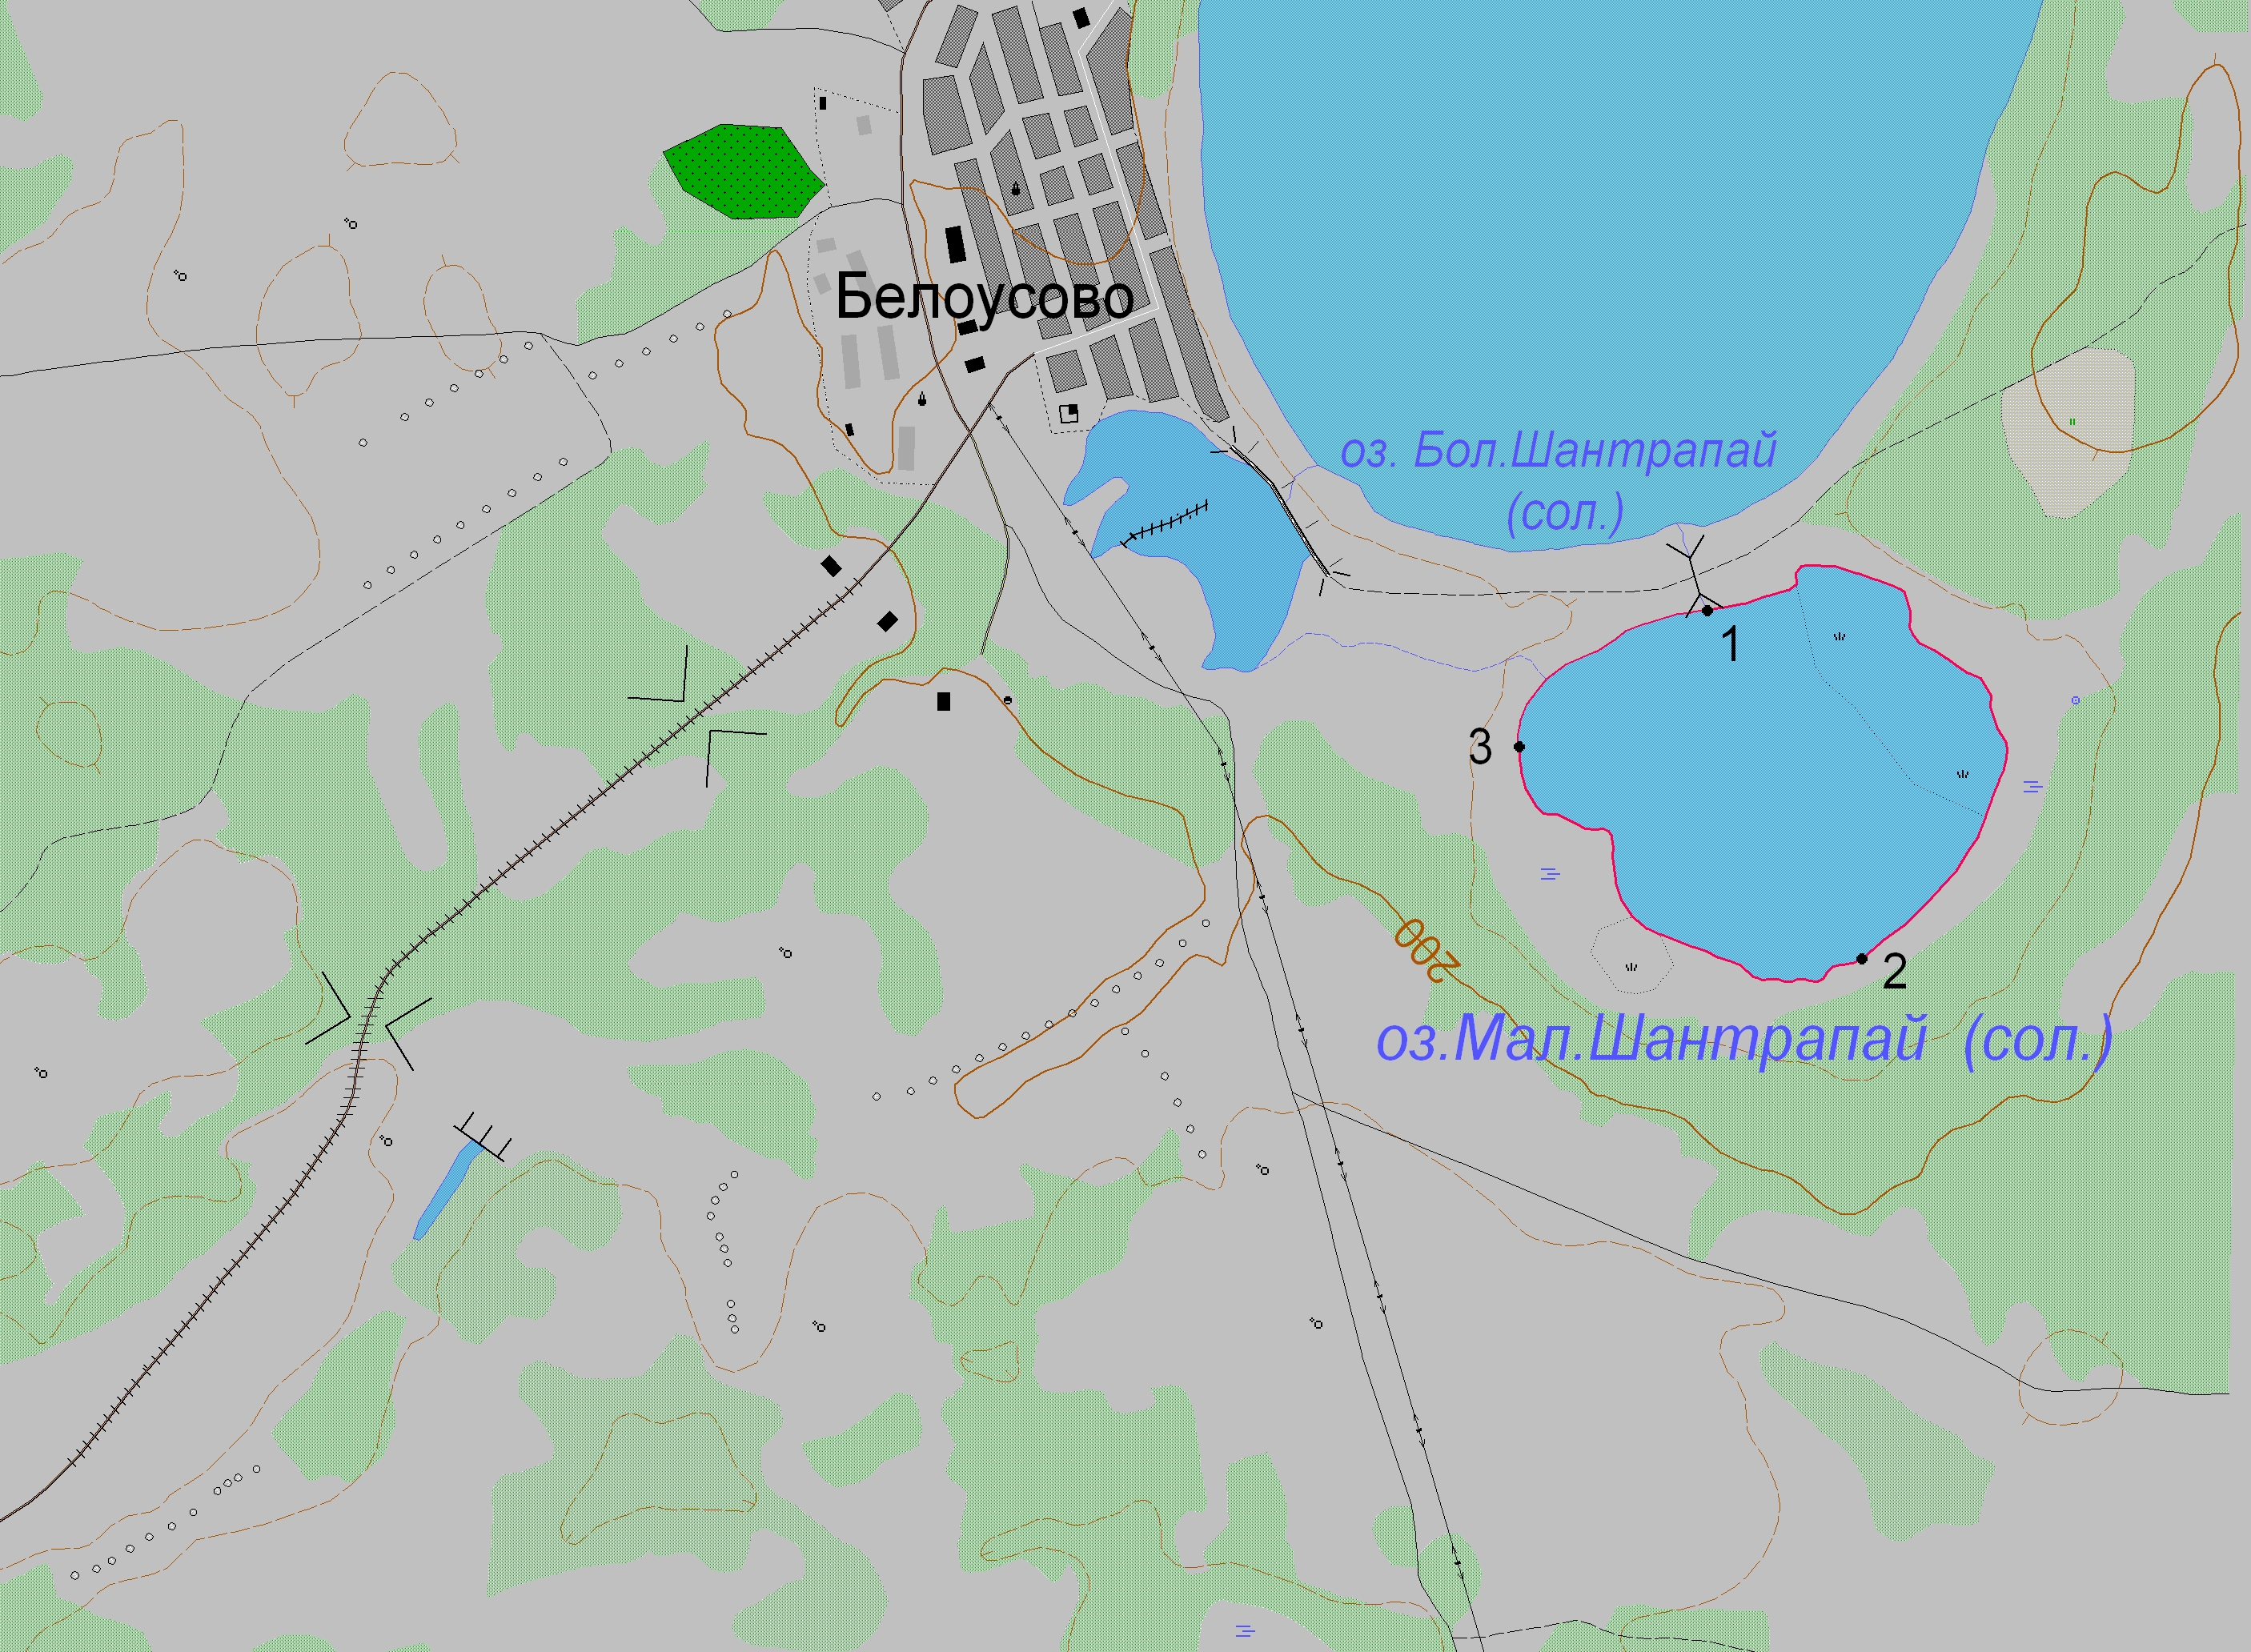 Белоусово
оз. Бол.Шантрапай
(сол.)
1
3
2
200
оз.Мал.Шантрапай (сол.)